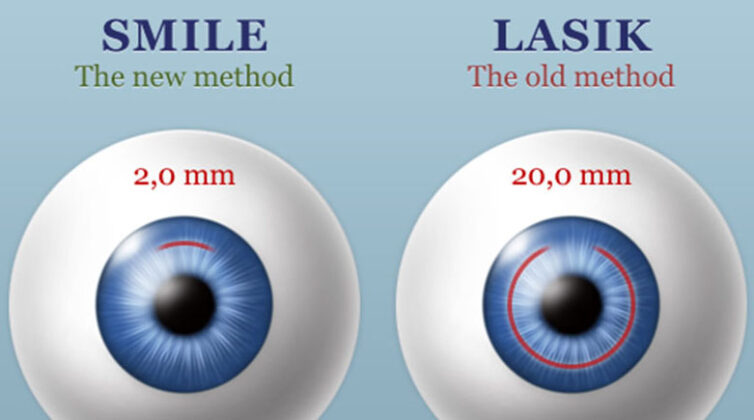 SMILE
The new method
2,0 mm
LASIK
The old method
20,0 mm